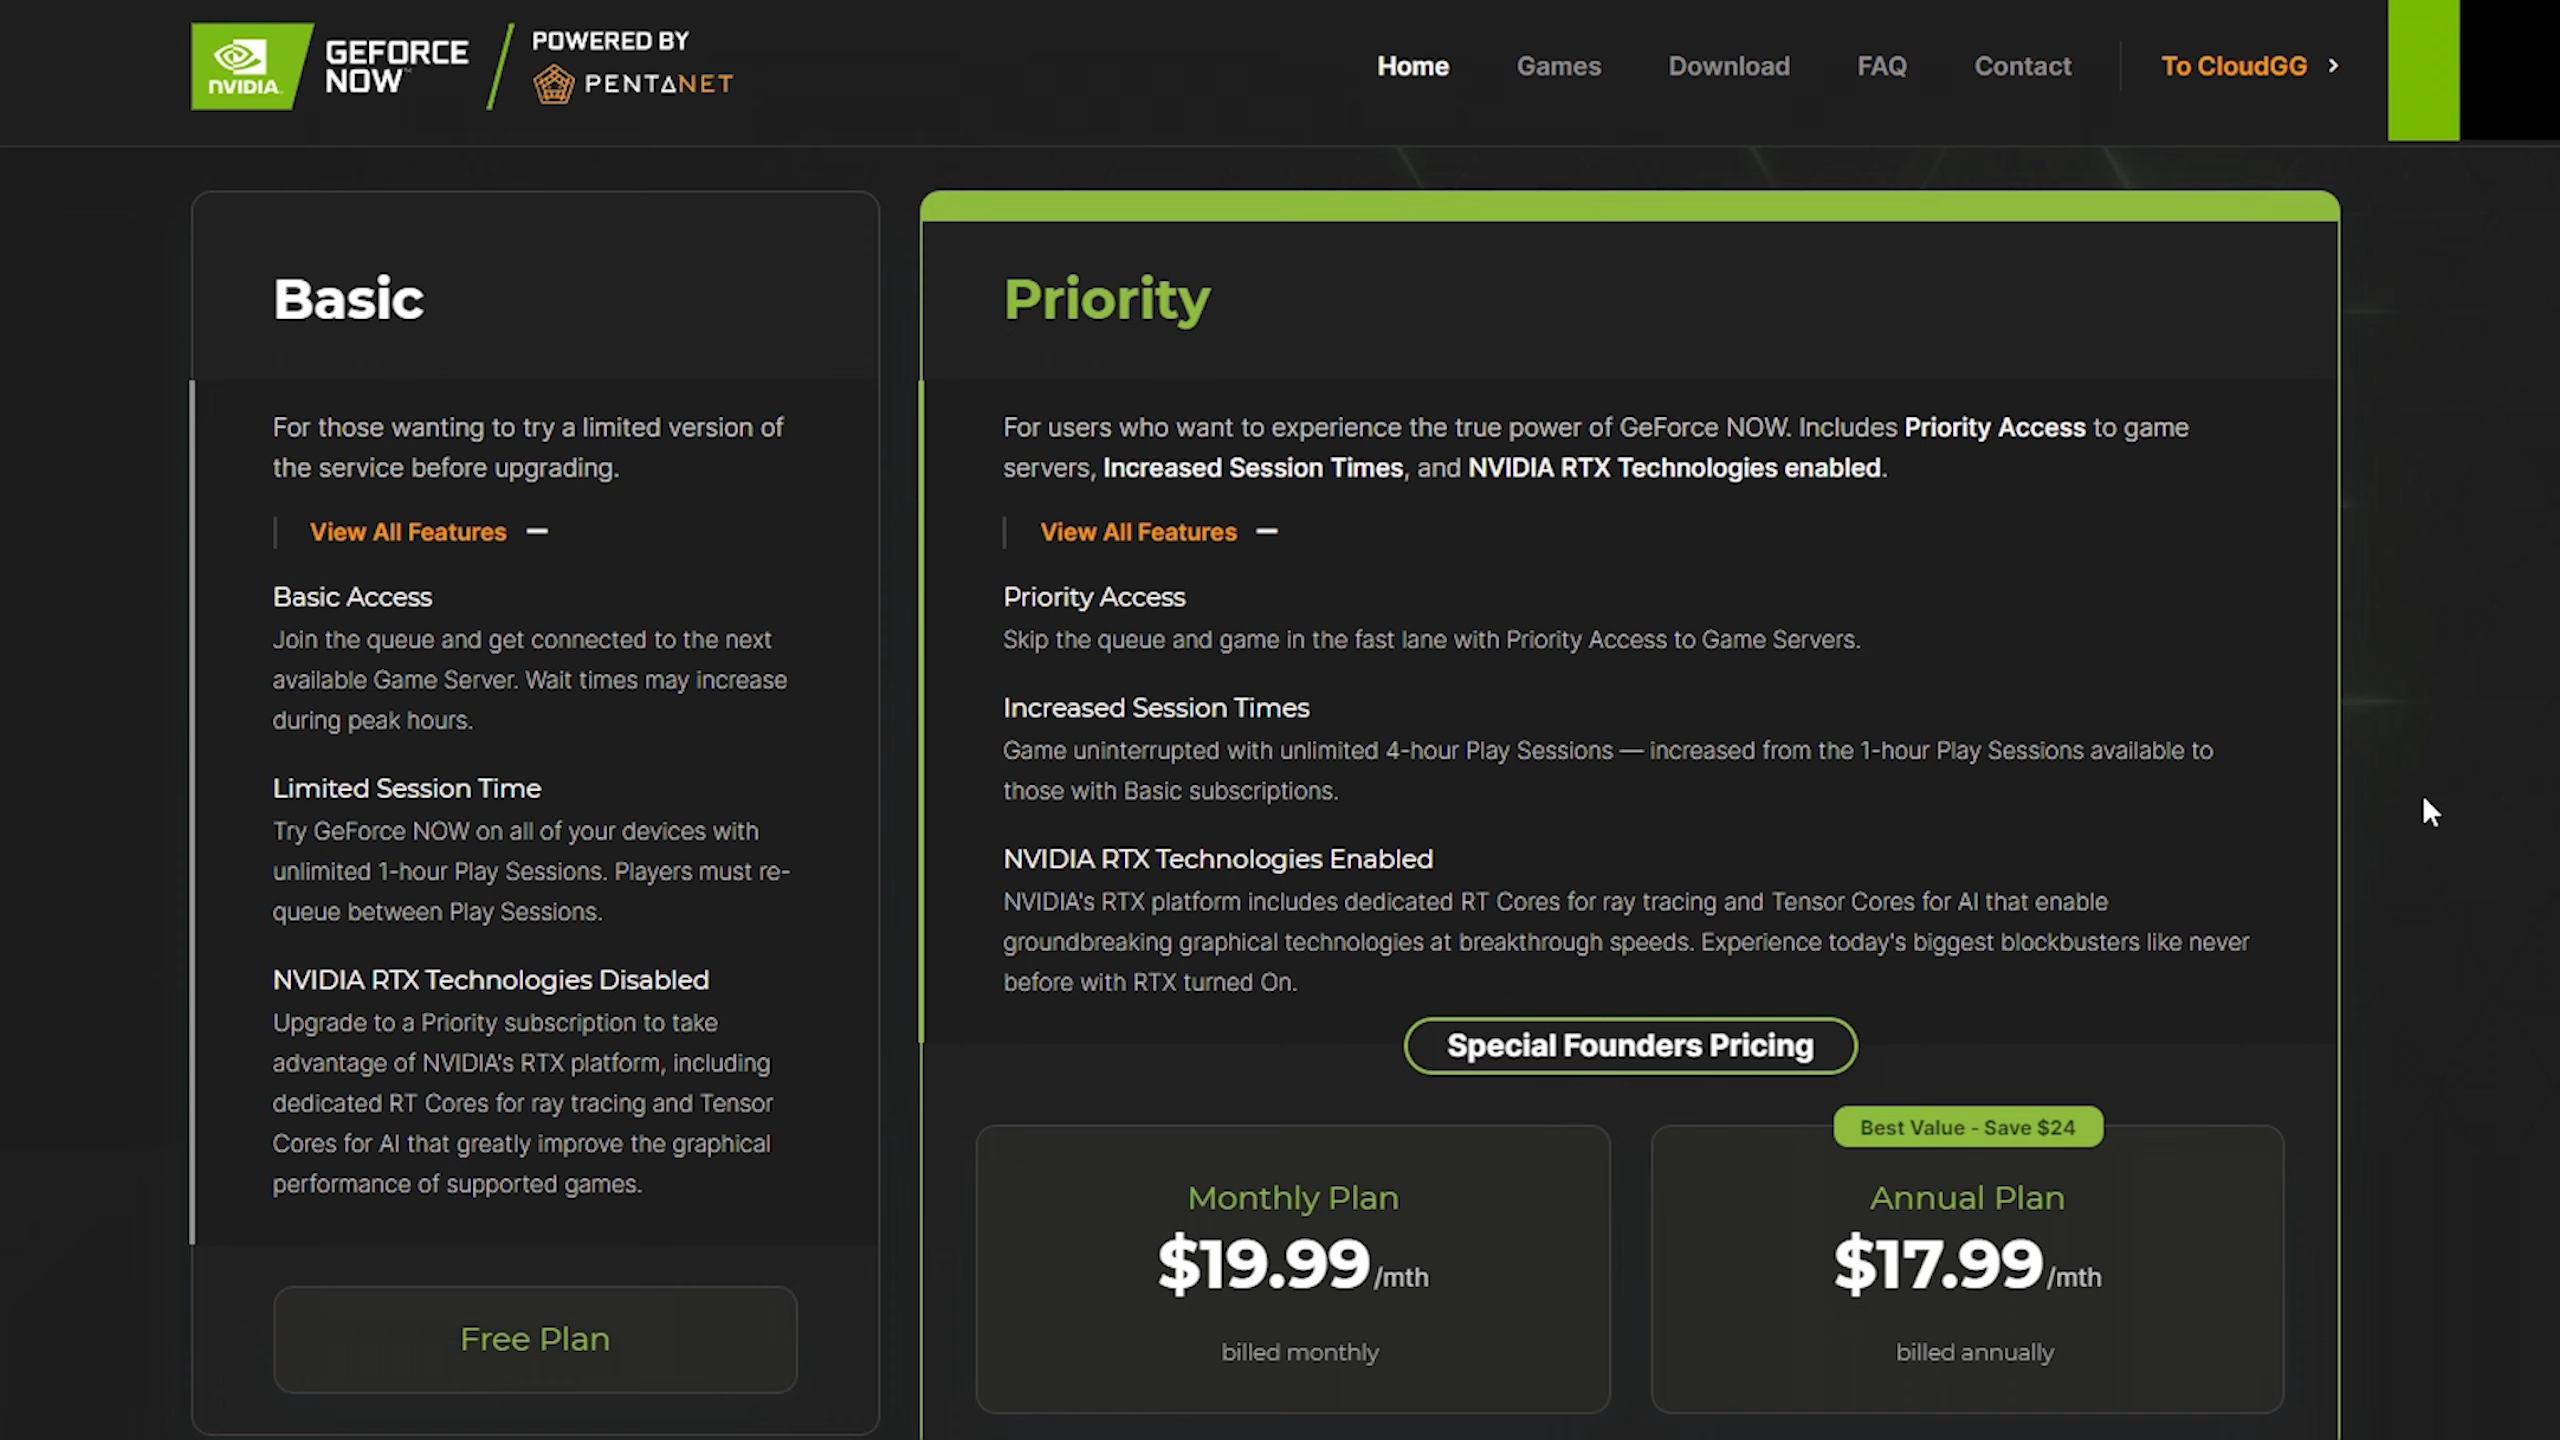 NVIDIA
GEFORCE
NOW
POWERED BY
PENTANET
Home
Games
Download
FAQ
Contact
To CloudGG
Basic
For those wanting to try a limited version of
the service before upgrading.
View All Features
Basic Access
Join the queue and get connected to the next
available Game Server. Wait times may increase
during peak hours.
Limited Session Time
Try GeForce NOW on all of your devices with
unlimited 1-hour Play Sessions. Players must re-
queue between Play Sessions.
NVIDIA RTX Technologies Disabled
Upgrade to a Priority subscription to take
advantage of NVIDIA's RTX platform, including
dedicated RT Cores for ray tracing and Tensor
Cores for AI that greatly improve the graphical
performance of supported games.
Free Plan
Priority
For users who want to experience the true power of GeForce NOW. Includes Priority Access to game
servers, Increased Session Times, and NVIDIA RTX Technologies enabled.
View All Features
Priority Access
Skip the queue and game in the fast lane with Priority Access to Game Servers.
Increased Session Times
Game uninterrupted with unlimited 4-hour Play Sessions — increased from the 1-hour Play Sessions available to
those with Basic subscriptions.
NVIDIA RTX Technologies Enabled
NVIDIA's RTX platform includes dedicated RT Cores for ray tracing and Tensor Cores for AI that enable
groundbreaking graphical technologies at breakthrough speeds. Experience today's biggest blockbusters like never
before with RTX turned On.
Special Founders Pricing
Monthly Plan
$19.99/mth
billed monthly
Best Value - Save $24
Annual Plan
$17.99/mth
billed annually